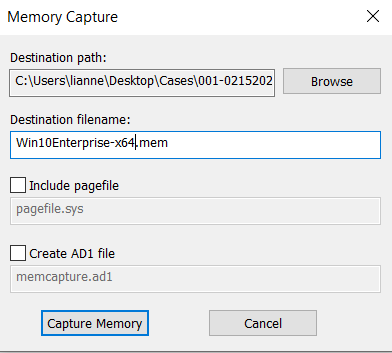 Memory Capture
Destination path:
C:\Users\lianne\Desktop\Cases\001-0215202
Browse
Destination filename:
Win10Enterprise-x64.mem
Include pagefile
pagefile.sys
Create AD1 file
memcapture.ad1
Capture Memory
Cancel